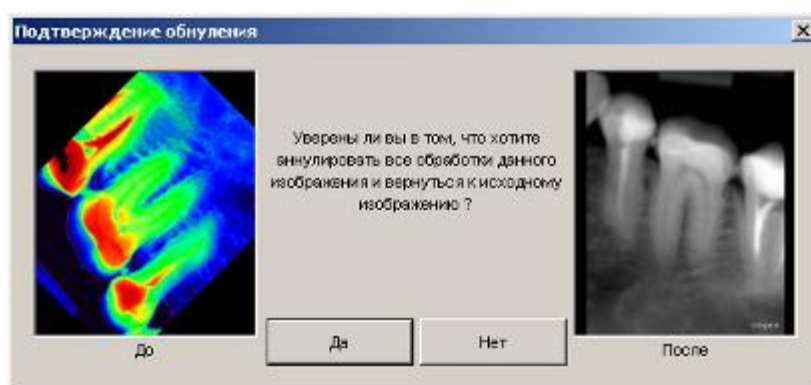 Подтверждение обнуления
Уверены ли вы в том, что хотите
аннулировать все обработки данного
изображения и вернуться к исходному
изображению ?
До
Да
Нет
После